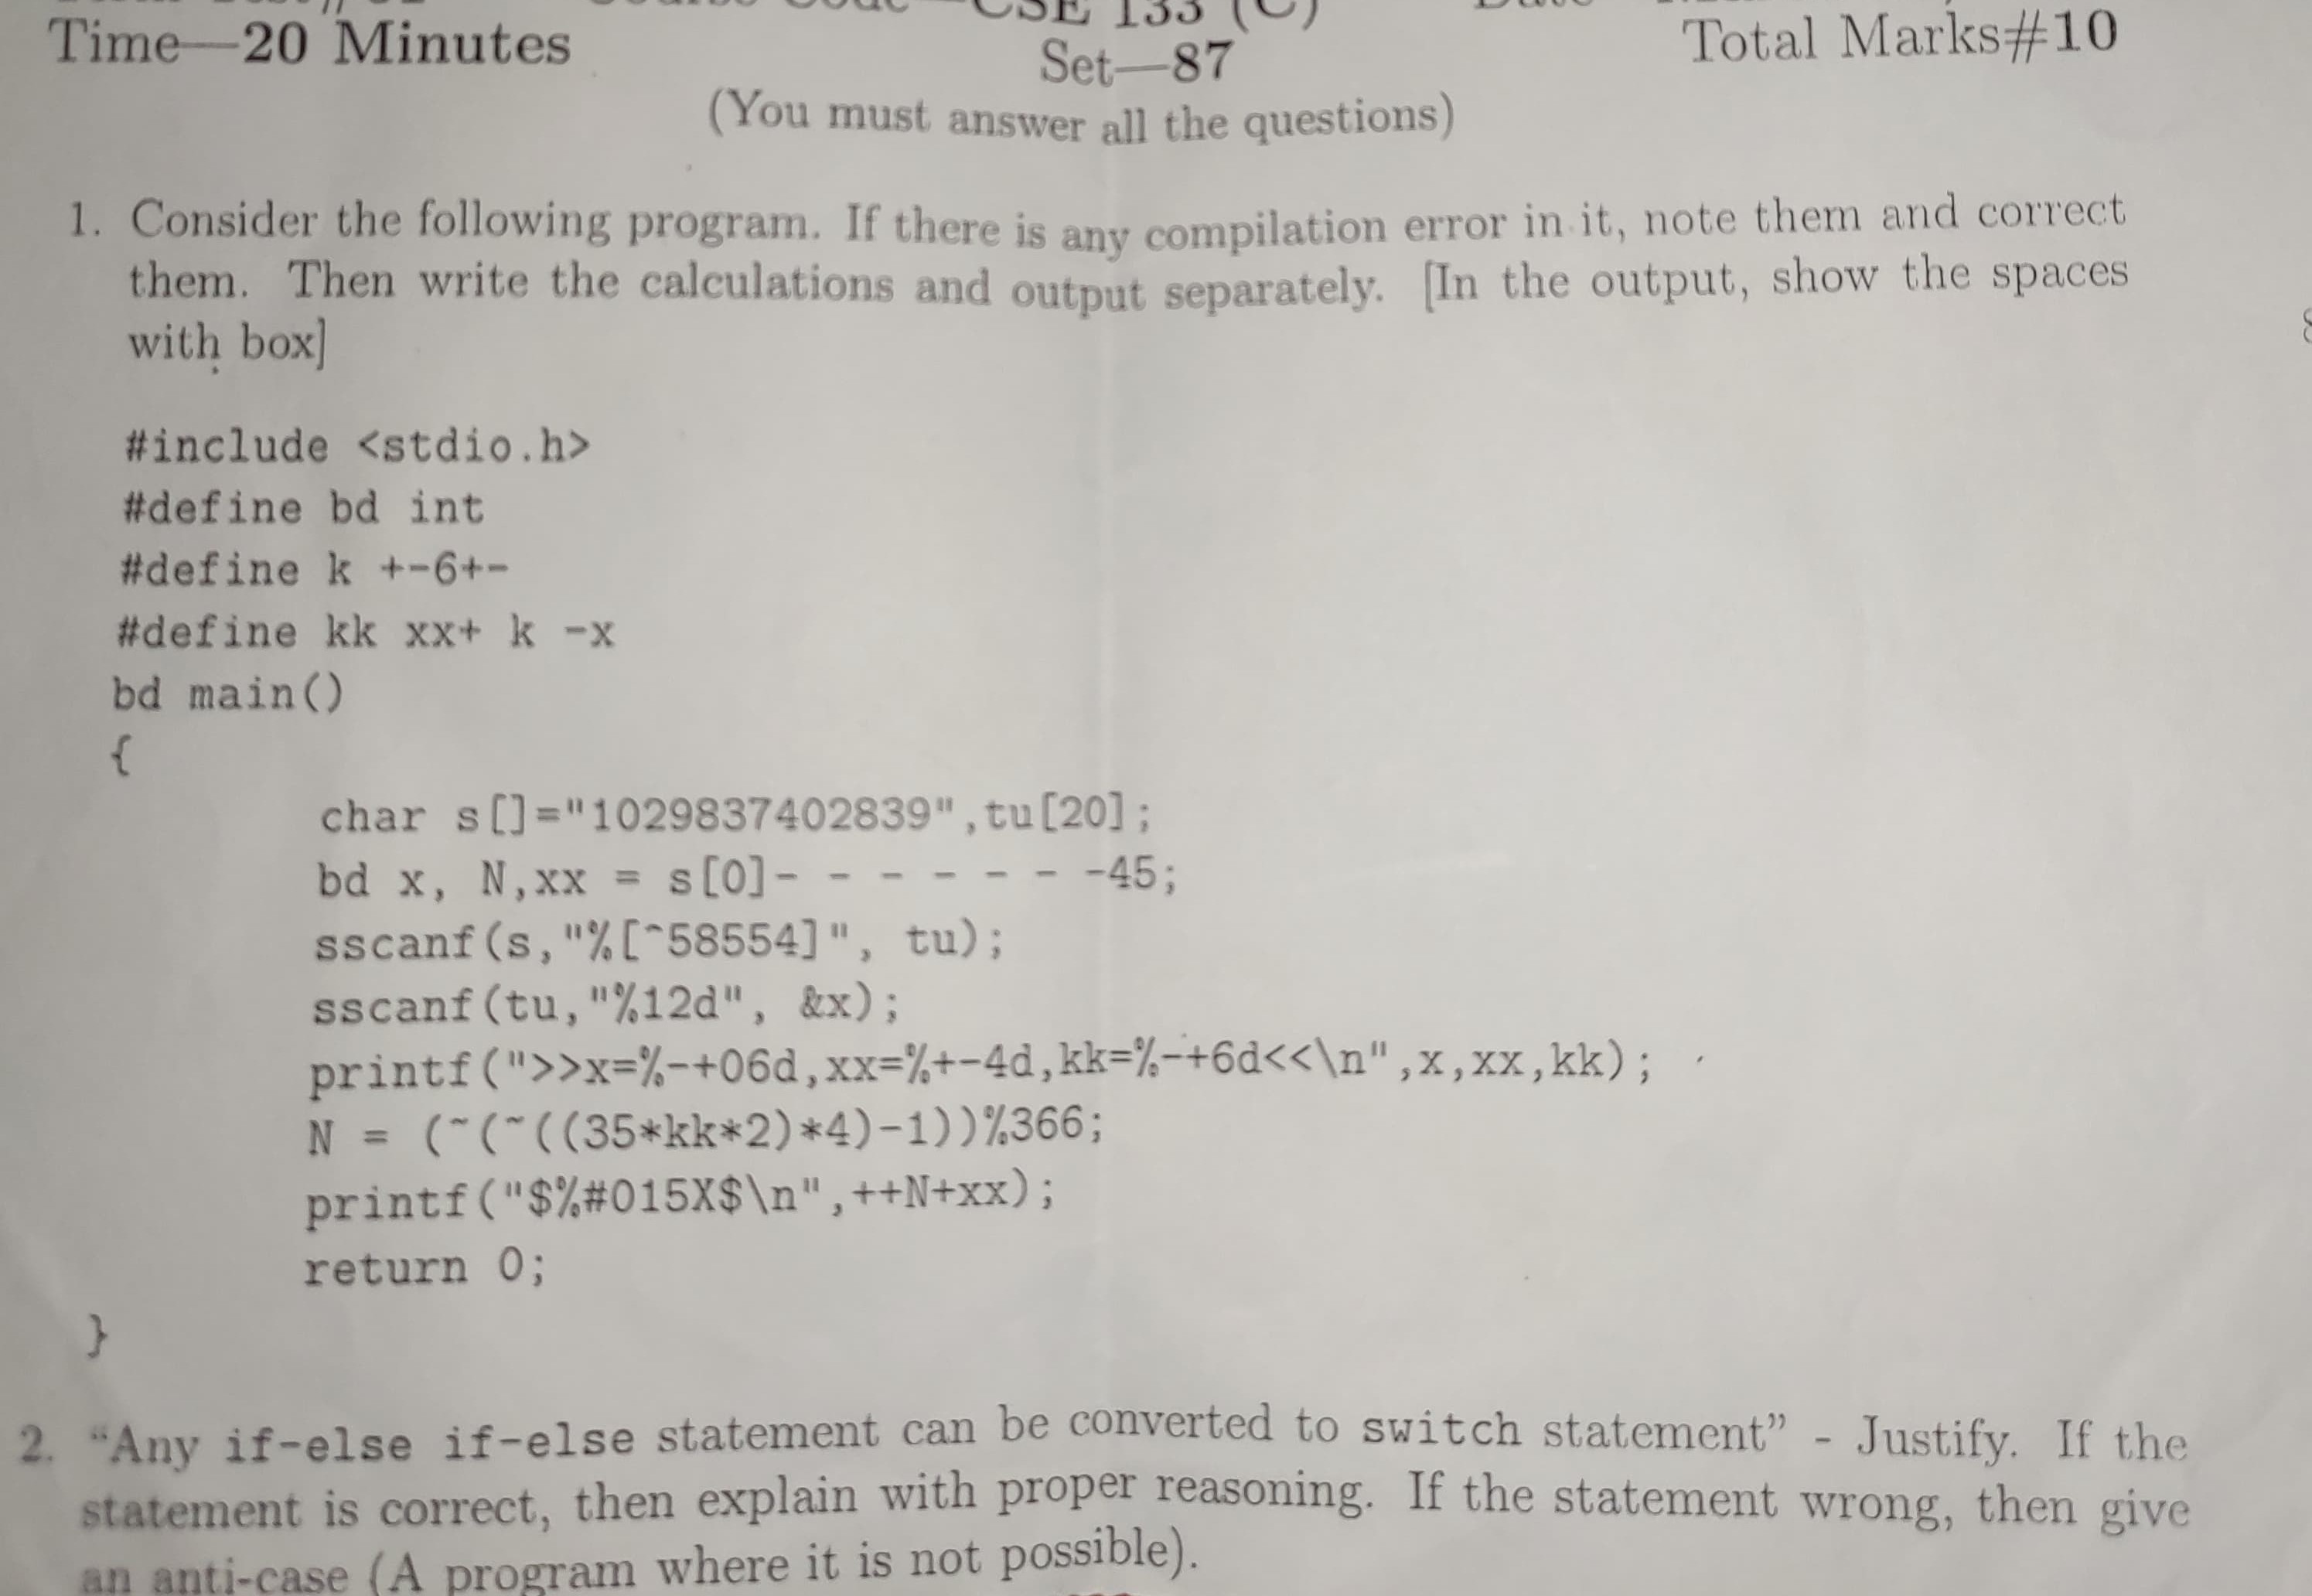 CSE 133 (C)
Time—20 Minutes
Set—87
Total Marks#10
(You must answer all the questions)
1. Consider the following program. If there is any compilation error in it, note them and correct
them. Then write the calculations and output separately. [In the output, show the spaces
with box]
#include <stdio.h>
#define bd int
#define k +-6+-
#define kk xx+ k -x
bd main()
{
char s[]="1029837402839",tu[20];
bd x, N,xx = s[0]- - - - - - -45;
sscanf(s,"%[^58554]", tu);
sscanf(tu,"%12d", &x);
printf(">>x=%-+06d,xx=%+-4d,kk=%-+6d<<\n",x,xx,kk);
N = (~(~((35*kk*2)*4)-1))%366;
printf("$%#015X$\n",++N+xx);
return 0;
}
2. “Any if-else if-else statement can be converted to switch statement” - Justify. If the
statement is correct, then explain with proper reasoning. If the statement wrong, then give
an anti-case (A program where it is not possible).